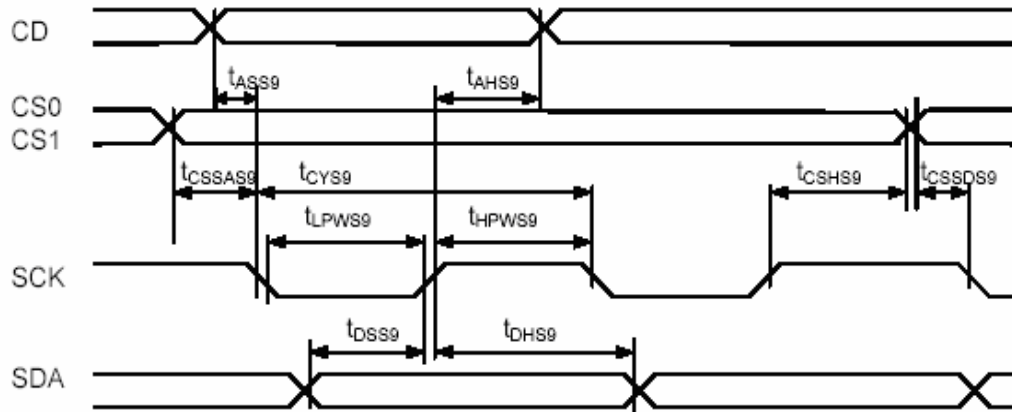 CD
tASS9
tAHS9
CS0
CS1
tCSSAS9
tCYS9
tCSHS9
tCSSDS9
tLPWS9
tHPWS9
SCK
tDSS9
tDHS9
SDA